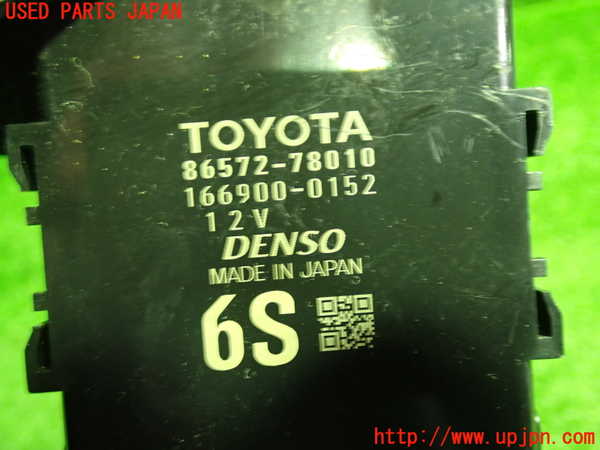 USED PARTS JAPAN
TOYOTA
86572-78010
166900-0152
12V
DENSO
MADE IN JAPAN
6S
http://www.upjpn.com/